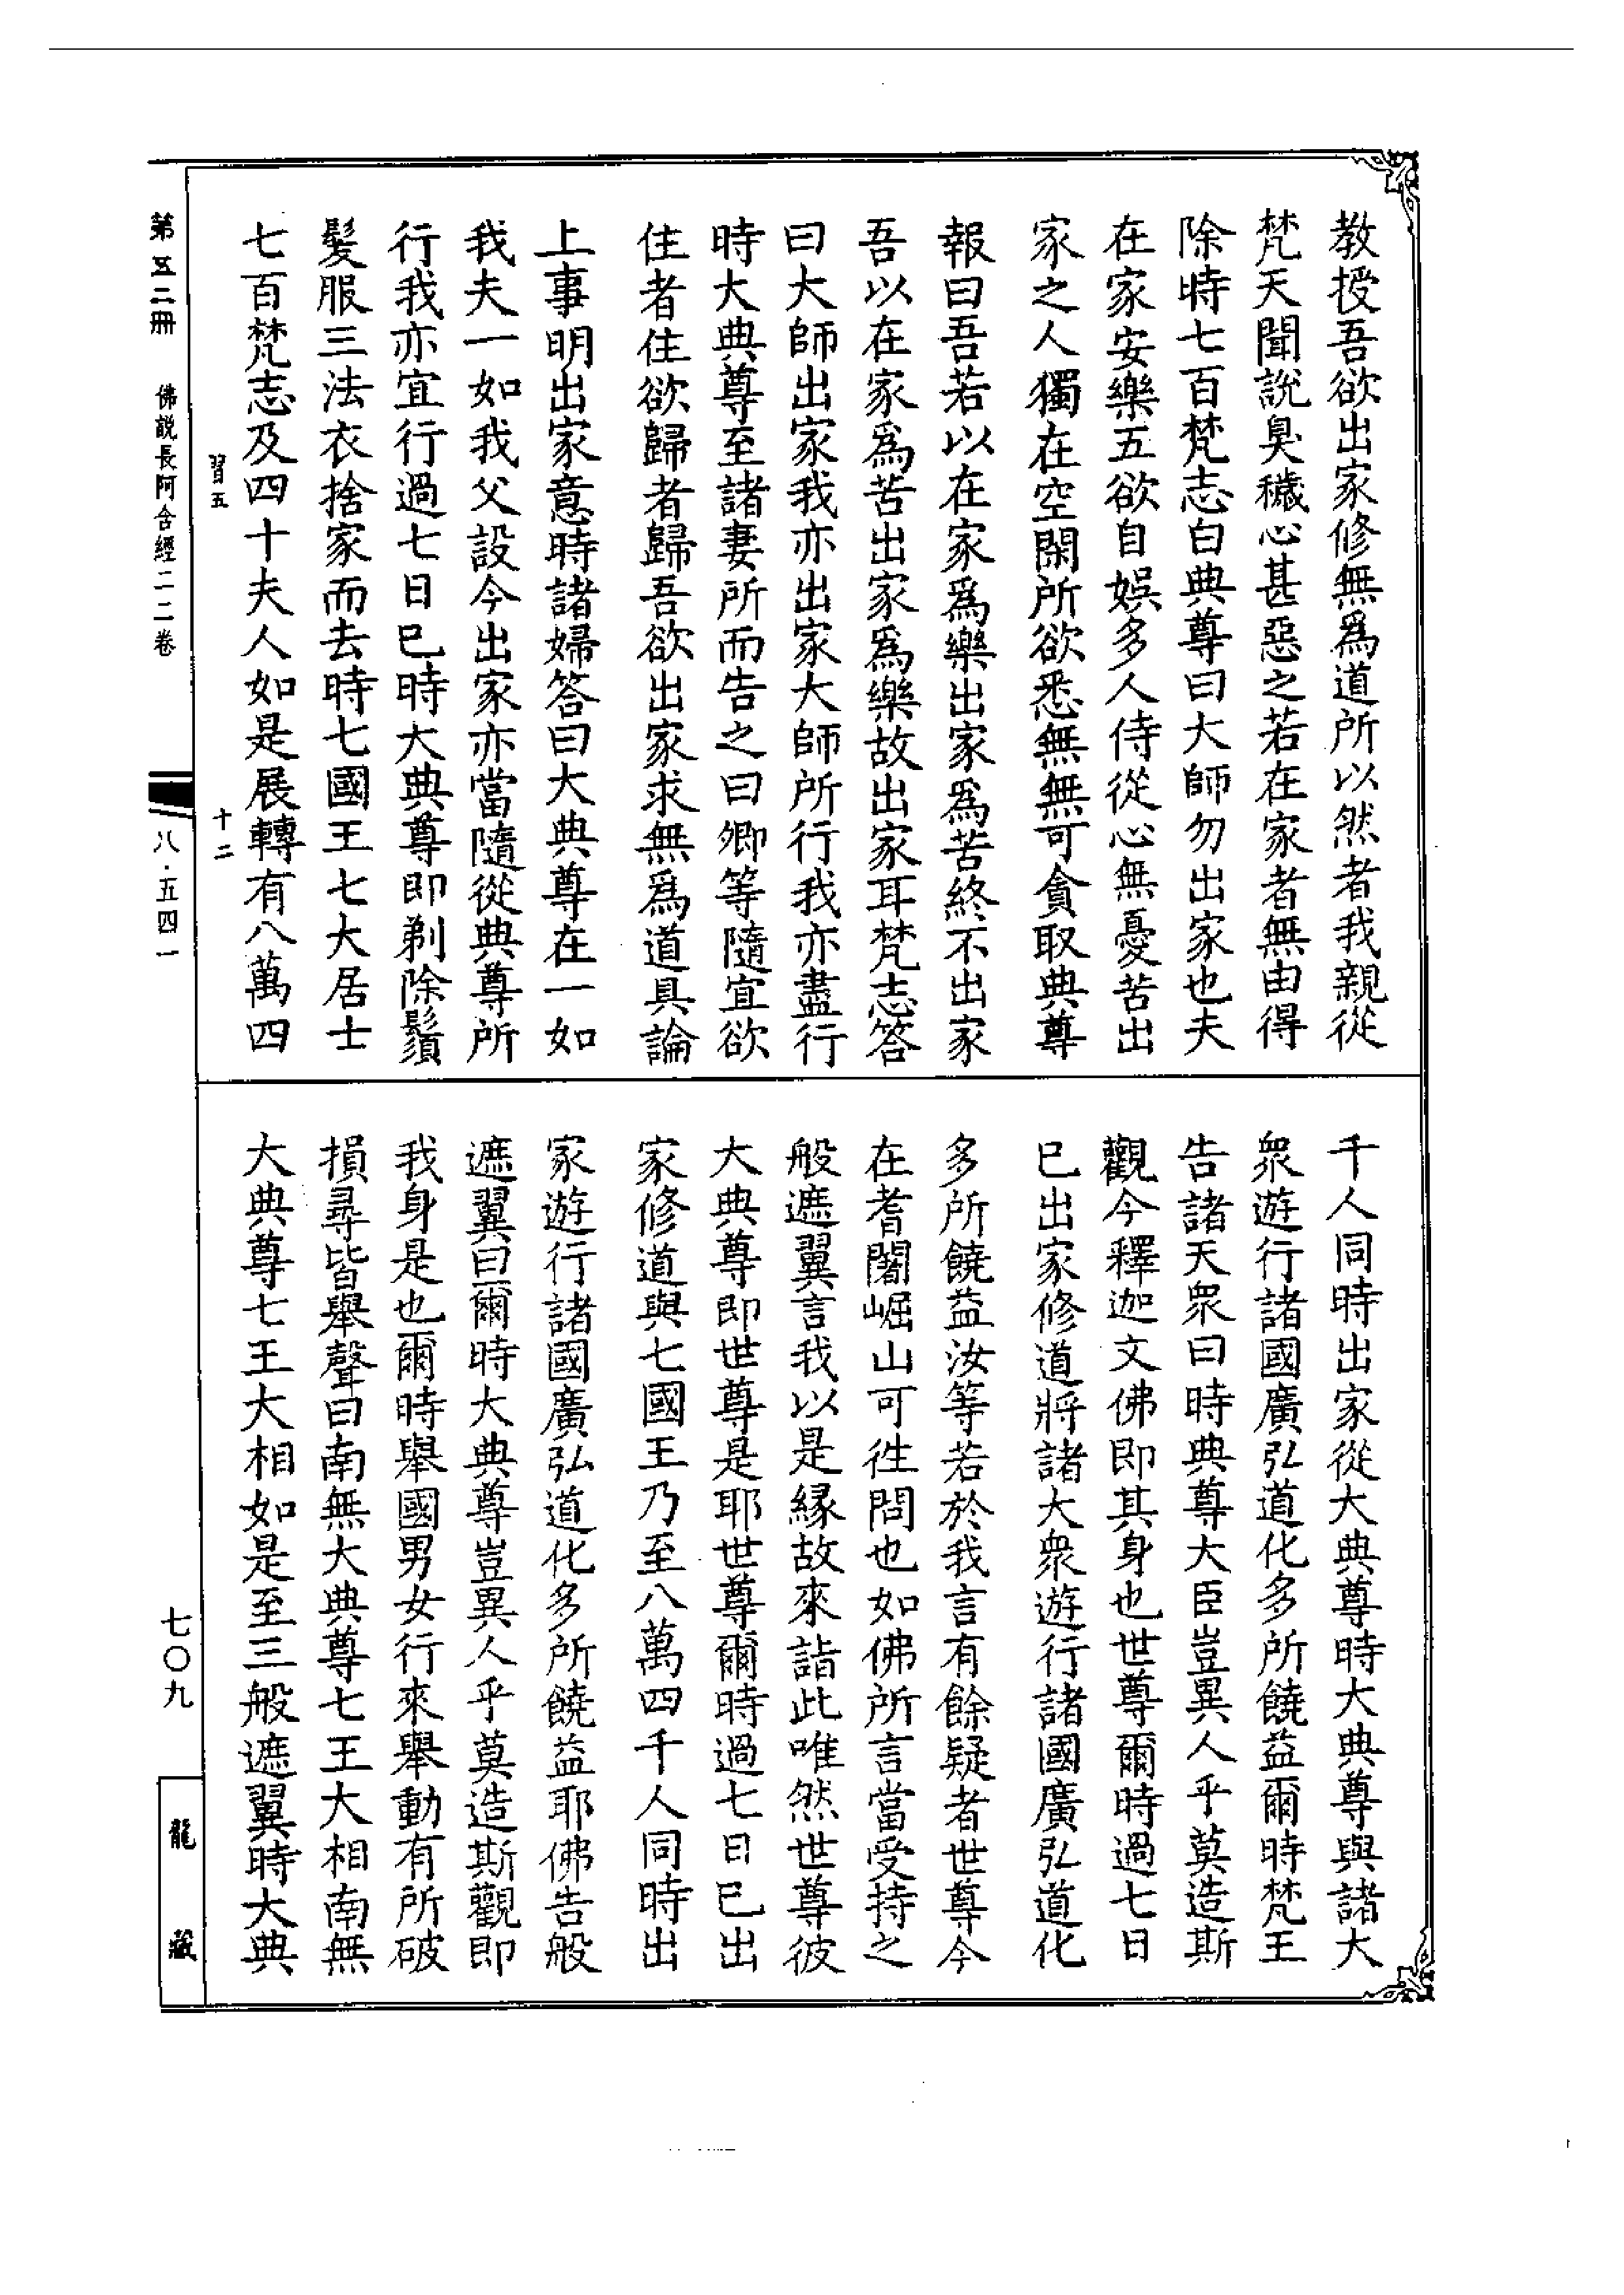 教授吾欲出家修無爲道所以然者我親從
梵天聞說臭穢心甚惡之若在家者無由得
除時七百梵志白典尊曰大師勿出家也夫
在家安樂五欲自娛多人侍從心無憂苦出
家之人獨在空閑所欲悉無無可貪取典尊
報曰吾若以在家爲樂出家爲苦終不出家
吾以在家爲苦出家爲樂故出家耳梵志答
曰大師出家我亦出家大師所行我亦盡行
時大典尊至諸妻所而告之曰卿等隨宜欲
住者住欲歸者歸吾欲出家求無爲道具論
上事明出家意時諸婦答曰大典尊在一如
我夫一如我父設今出家亦當隨從典尊所
行我亦宜行過七日已時大典尊即剃除鬚
髮服三法衣捨家而去時七國王七大居士
七百梵志及四十夫人如是展轉有八萬四
千人同時出家從大典尊時大典尊與諸大
衆遊行諸國廣弘道化多所饒益爾時梵王
告諸天衆曰時典尊大臣豈異人乎莫造斯
觀今釋迦文佛即其身也世尊爾時過七日
已出家修道將諸大衆遊行諸國廣弘道化
多所饒益汝等若於我言有餘疑者世尊今
在耆闍崛山可徃問也如佛所言當受持之
般遮翼言我以是緣故來詣此唯然世尊彼
大典尊即世尊是耶世尊爾時過七日已出
家修道與七國王乃至八萬四千人同時出
家遊行諸國廣弘道化多所饒益耶佛告般
遮翼曰爾時大典尊豈異人乎莫造斯觀即
我身是也爾時舉國男女行來舉動有所破
損尋皆舉聲曰南無大典尊七王大相南無
大典尊七王大相如是至三般遮翼時大典
習五 十二
第五二冊 佛説長阿含經二二卷 八·五四一
七〇九
龍藏